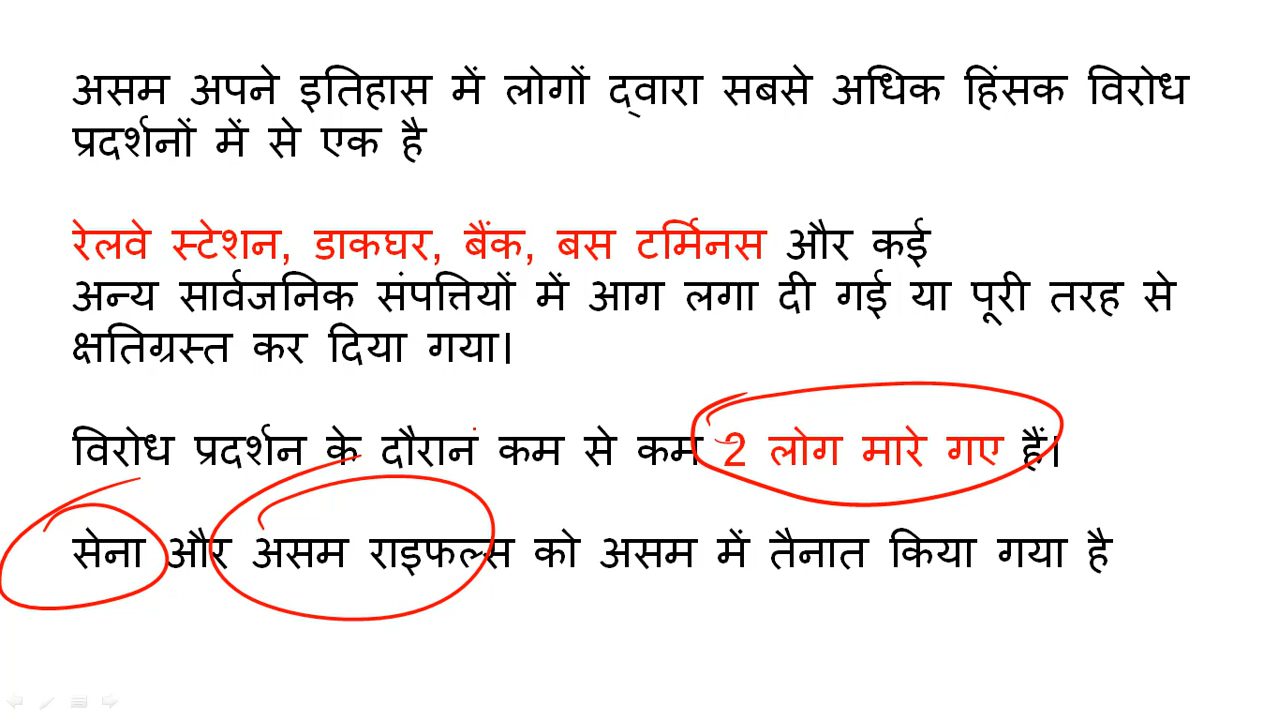 असम अपने इतिहास में लोगों द्वारा सबसे अधिक हिंसक विरोध
प्रदर्शनों में से एक है
रेलवे स्टेशन, डाकघर, बैंक, बस टर्मिनस और कई
अन्य सार्वजनिक संपत्तियों में आग लगा दी गई या पूरी तरह से
क्षतिग्रस्त कर दिया गया।
विरोध प्रदर्शन के दौरान कम से कम 2 लोग मारे गए हैं।
सेना और असम राइफल्स को असम में तैनात किया गया है